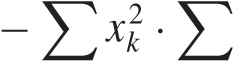 − ∑ x_k^2 · ∑